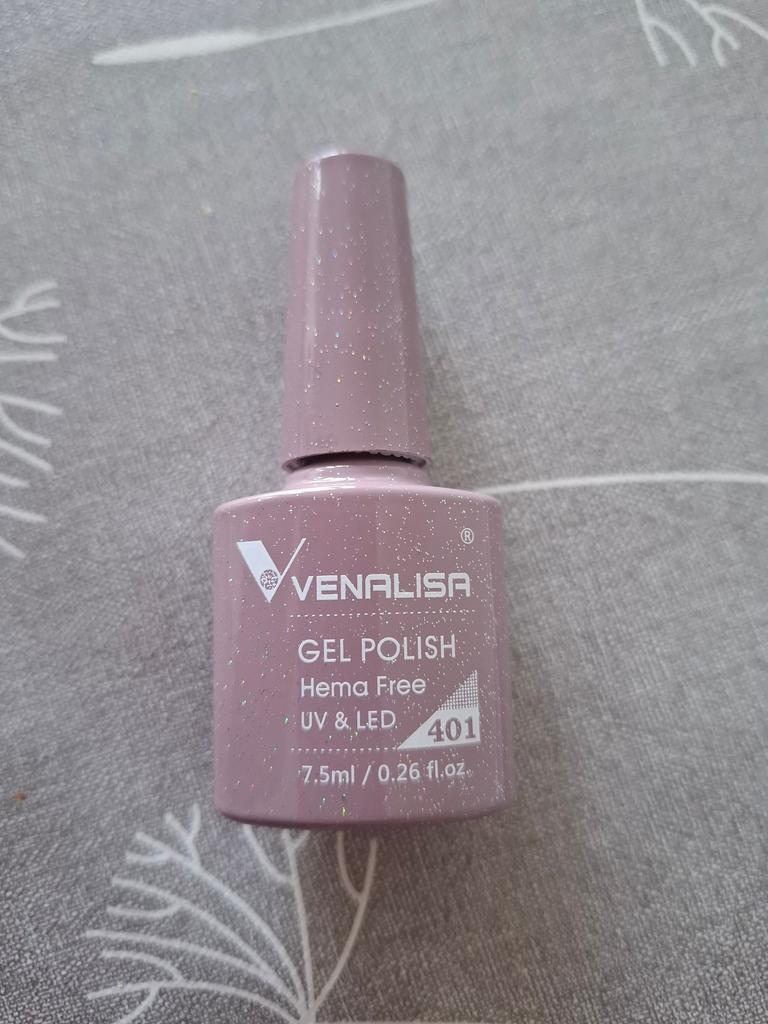 ®
VENALISA
GEL POLISH
Hema Free
UV & LED
401
7.5ml / 0.26 fl.oz.